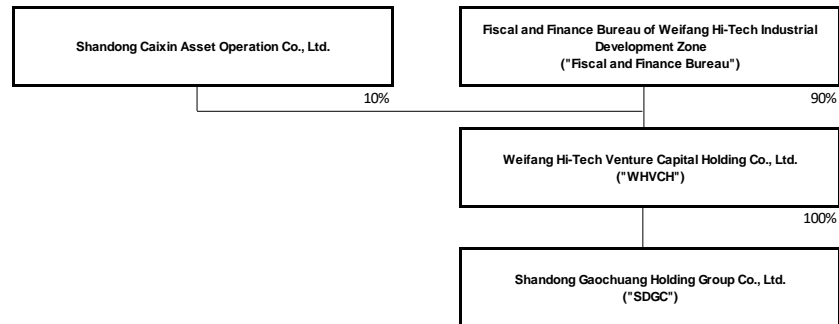 Shandong Caixin Asset Operation Co., Ltd.
Fiscal and Finance Bureau of Weifang Hi-Tech Industrial
Development Zone
("Fiscal and Finance Bureau")
10%
90%
Weifang Hi-Tech Venture Capital Holding Co., Ltd.
("WHVCH")
100%
Shandong Gaochuang Holding Group Co., Ltd.
("SDGC")